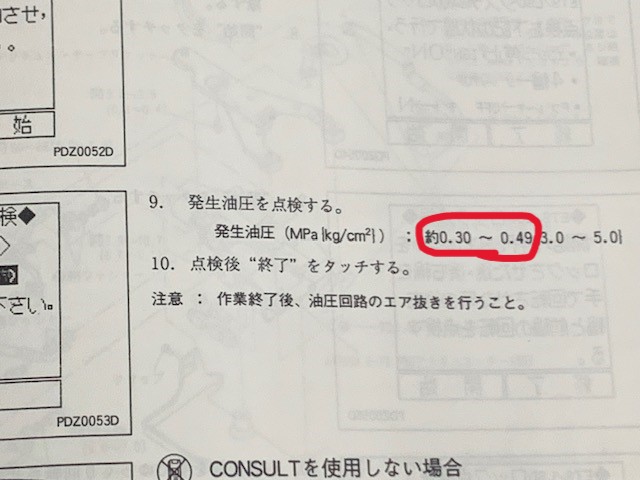 させ，
。
始
PDZ0052D
検◆
下さい。
PDZ0053D
9. 発生油圧を点検する。
発生油圧（MPa{kg/cm²}）：約0.30 ～ 0.49{3.0 ～ 5.0}
10. 点検後“終了”をタッチする。
注意 ： 作業終了後、油圧回路のエア抜きを行うこと。
CONSULTを使用しない場合